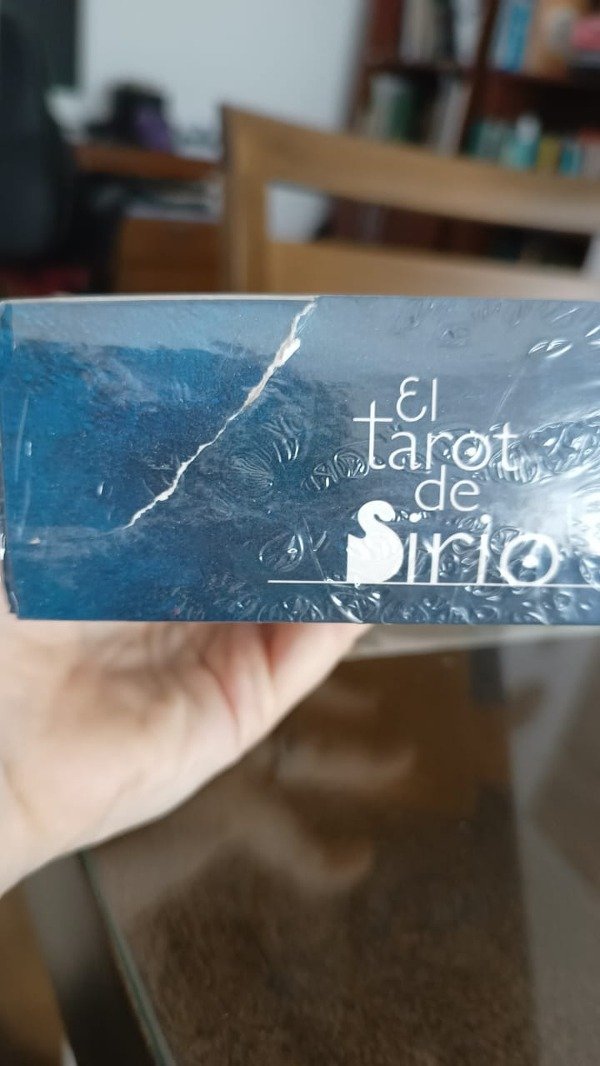 El
tarot
de
Sirio